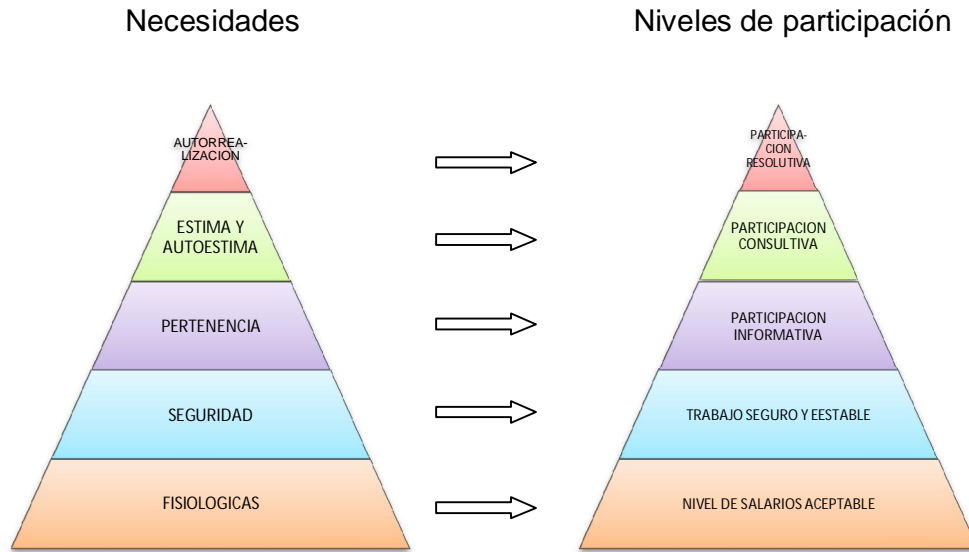 Necesidades
Niveles de participación
AUTORREA-
LIZACION
PARTICIPA-
CION
RESOLUTIVA
ESTIMA Y
AUTOESTIMA
PARTICIPACION
CONSULTIVA
PERTENENCIA
PARTICIPACION
INFORMATIVA
SEGURIDAD
TRABAJO SEGURO Y EESTABLE
FISIOLOGICAS
NIVEL DE SALARIOS ACEPTABLE